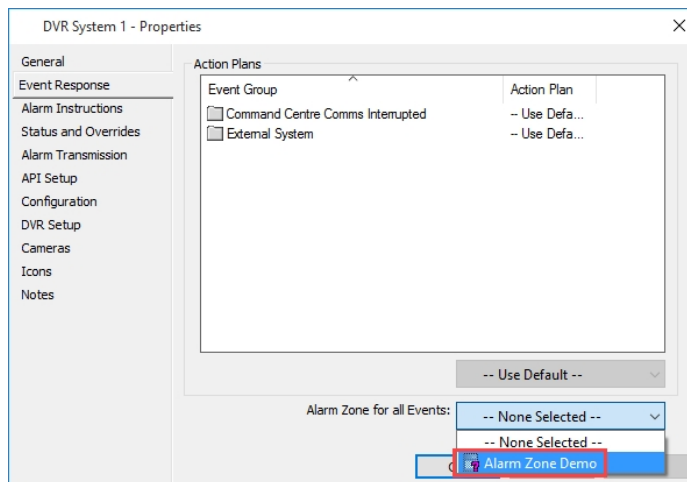 DVR System 1 - Properties
General
Event Response
Alarm Instructions
Status and Overrides
Alarm Transmission
API Setup
Configuration
DVR Setup
Cameras
Icons
Notes
Action Plans
Event Group Action Plan
Command Centre Comms Interrupted -- Use Defa...
External System -- Use Defa...
-- Use Default --
Alarm Zone for all Events: -- None Selected --
-- None Selected --
Alarm Zone Demo